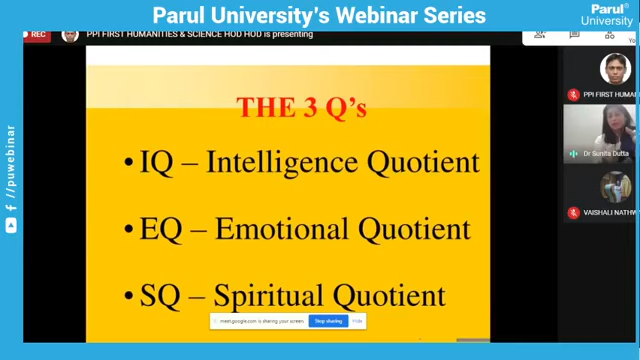 Parul University's Webinar Series
Parul®
University
REC
PPI FIRST HUMANITIES & SCIENCE HOD HOD is presenting
Yo
THE 3 Q's
• IQ – Intelligence Quotient
• EQ – Emotional Quotient
• SQ – Spiritual Quotient
meet.google.com is sharing your screen.
Stop sharing
Hide
PPI FIRST HUMA
Dr Sunita Dutta
VAISHALI NATHW
/puwebinar